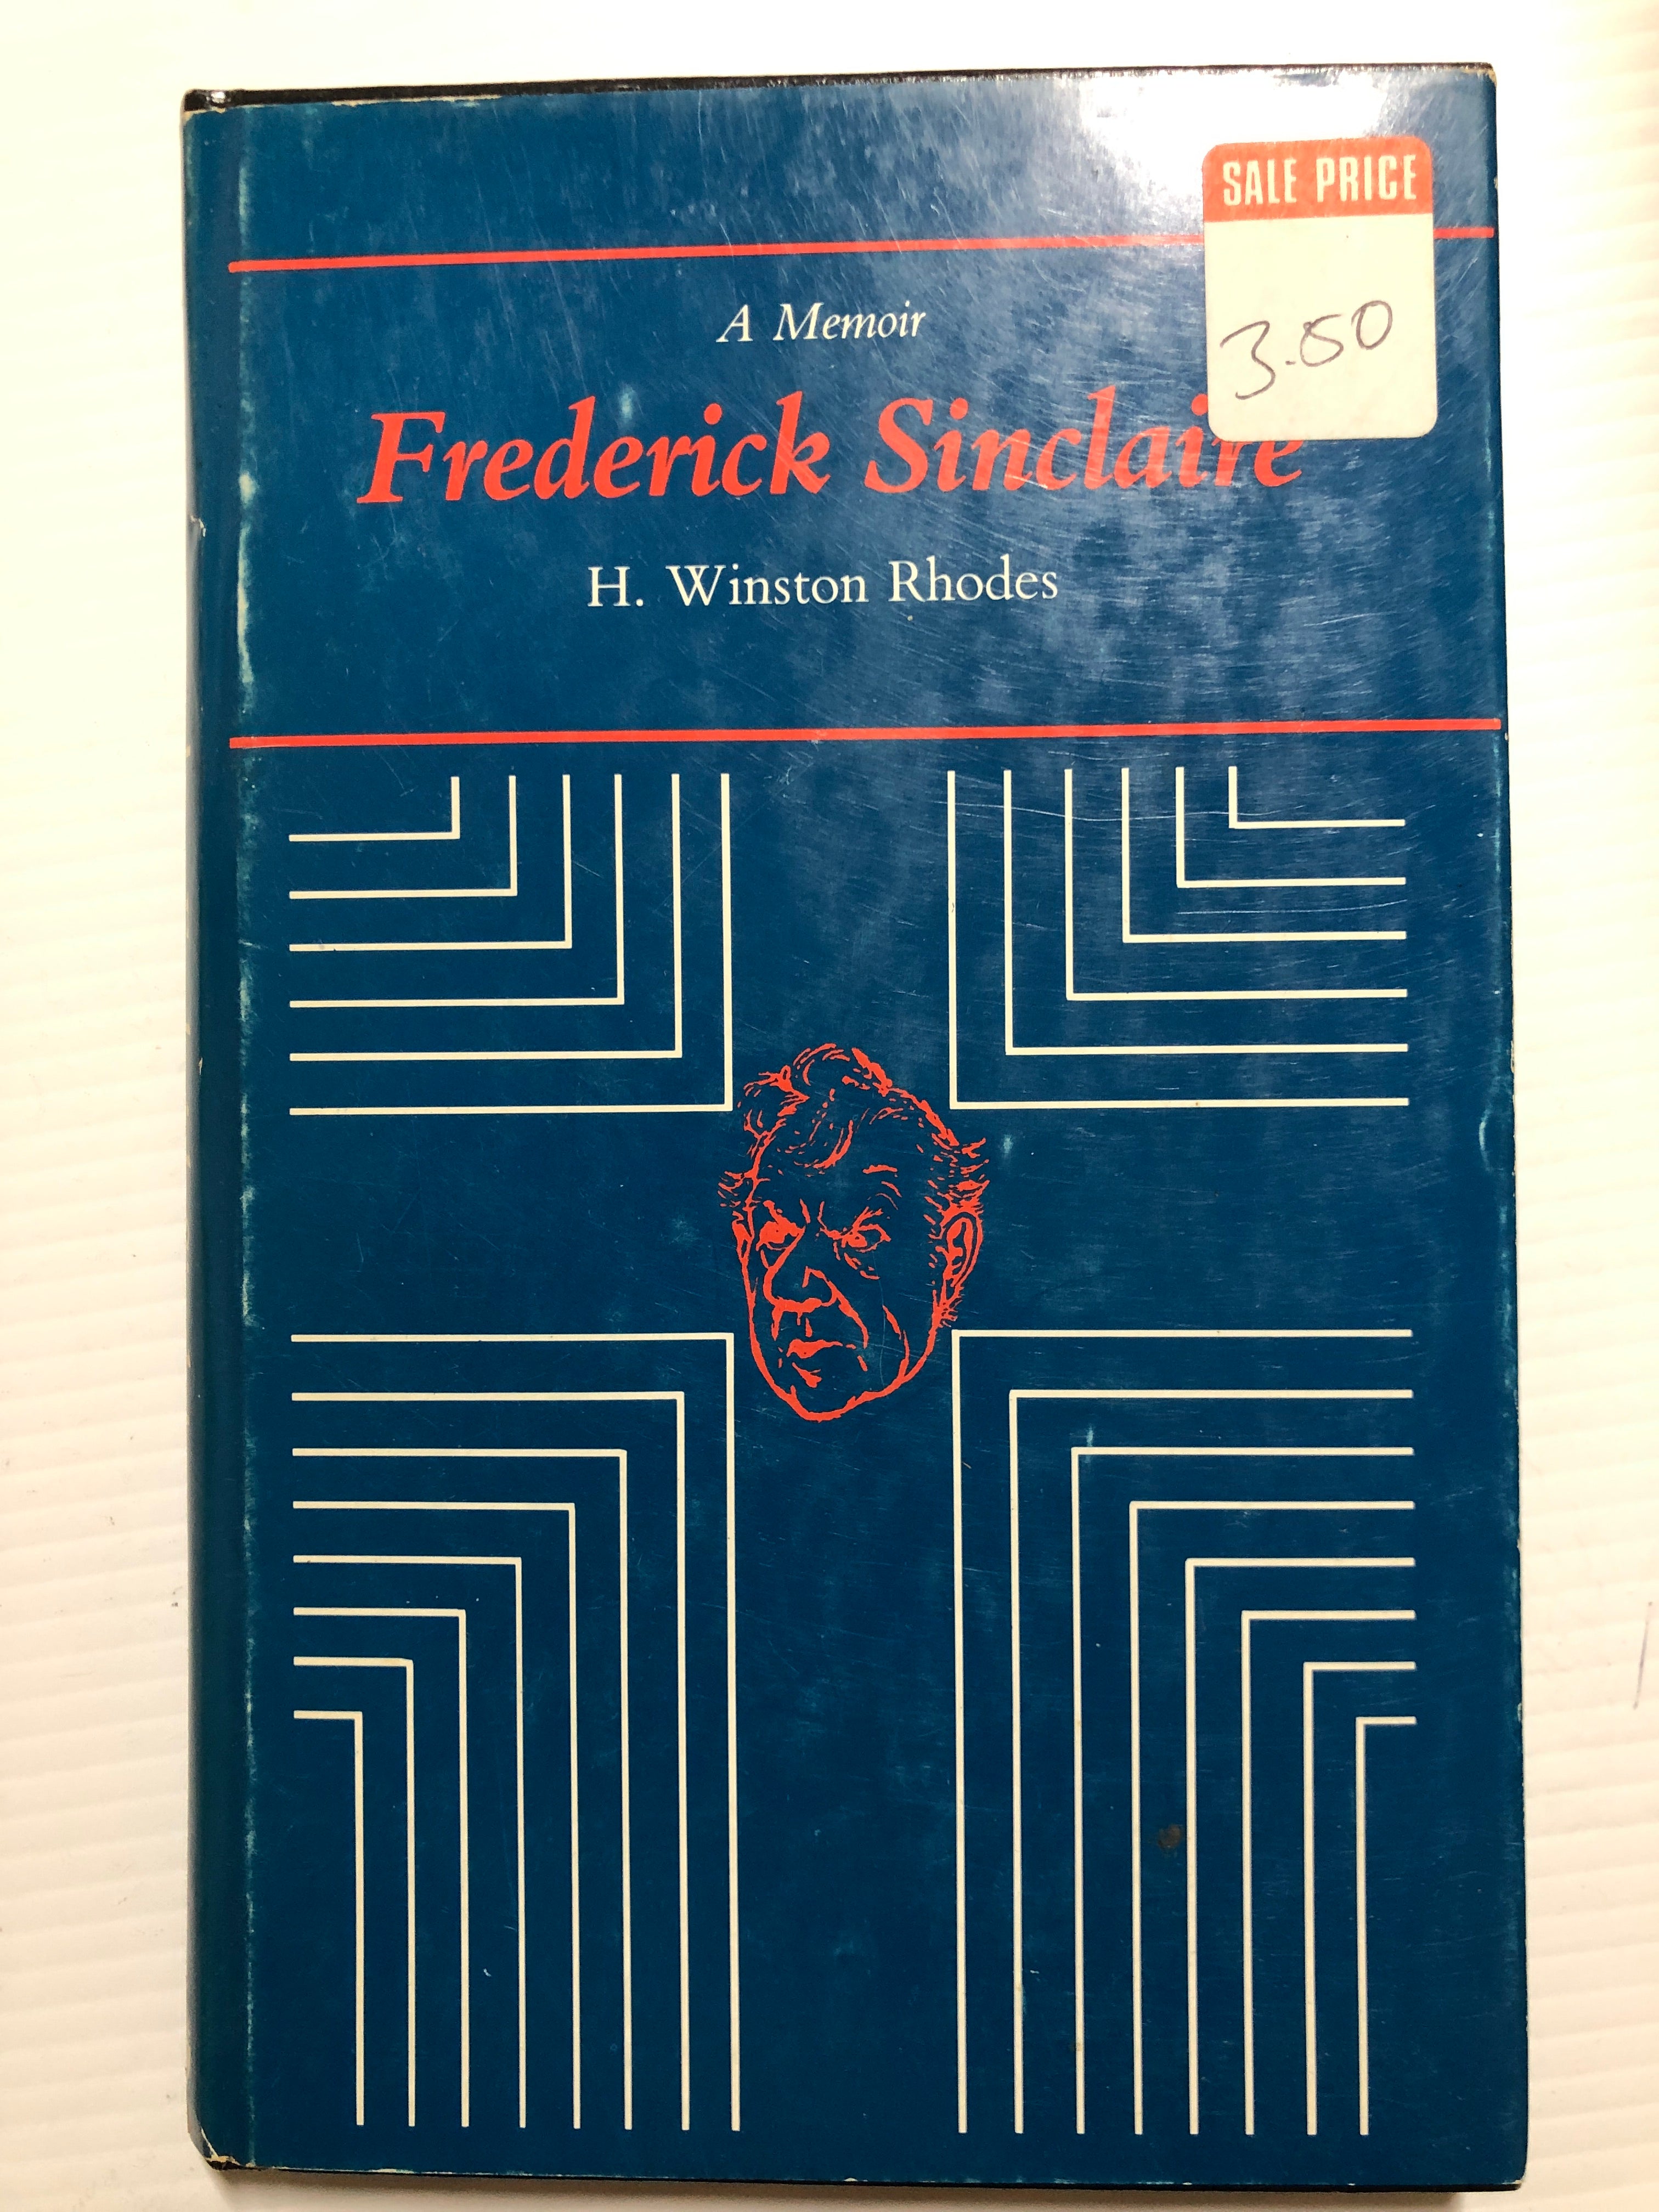 SALE PRICE
3.50
A Memoir
Frederick Sinclaire
H. Winston Rhodes